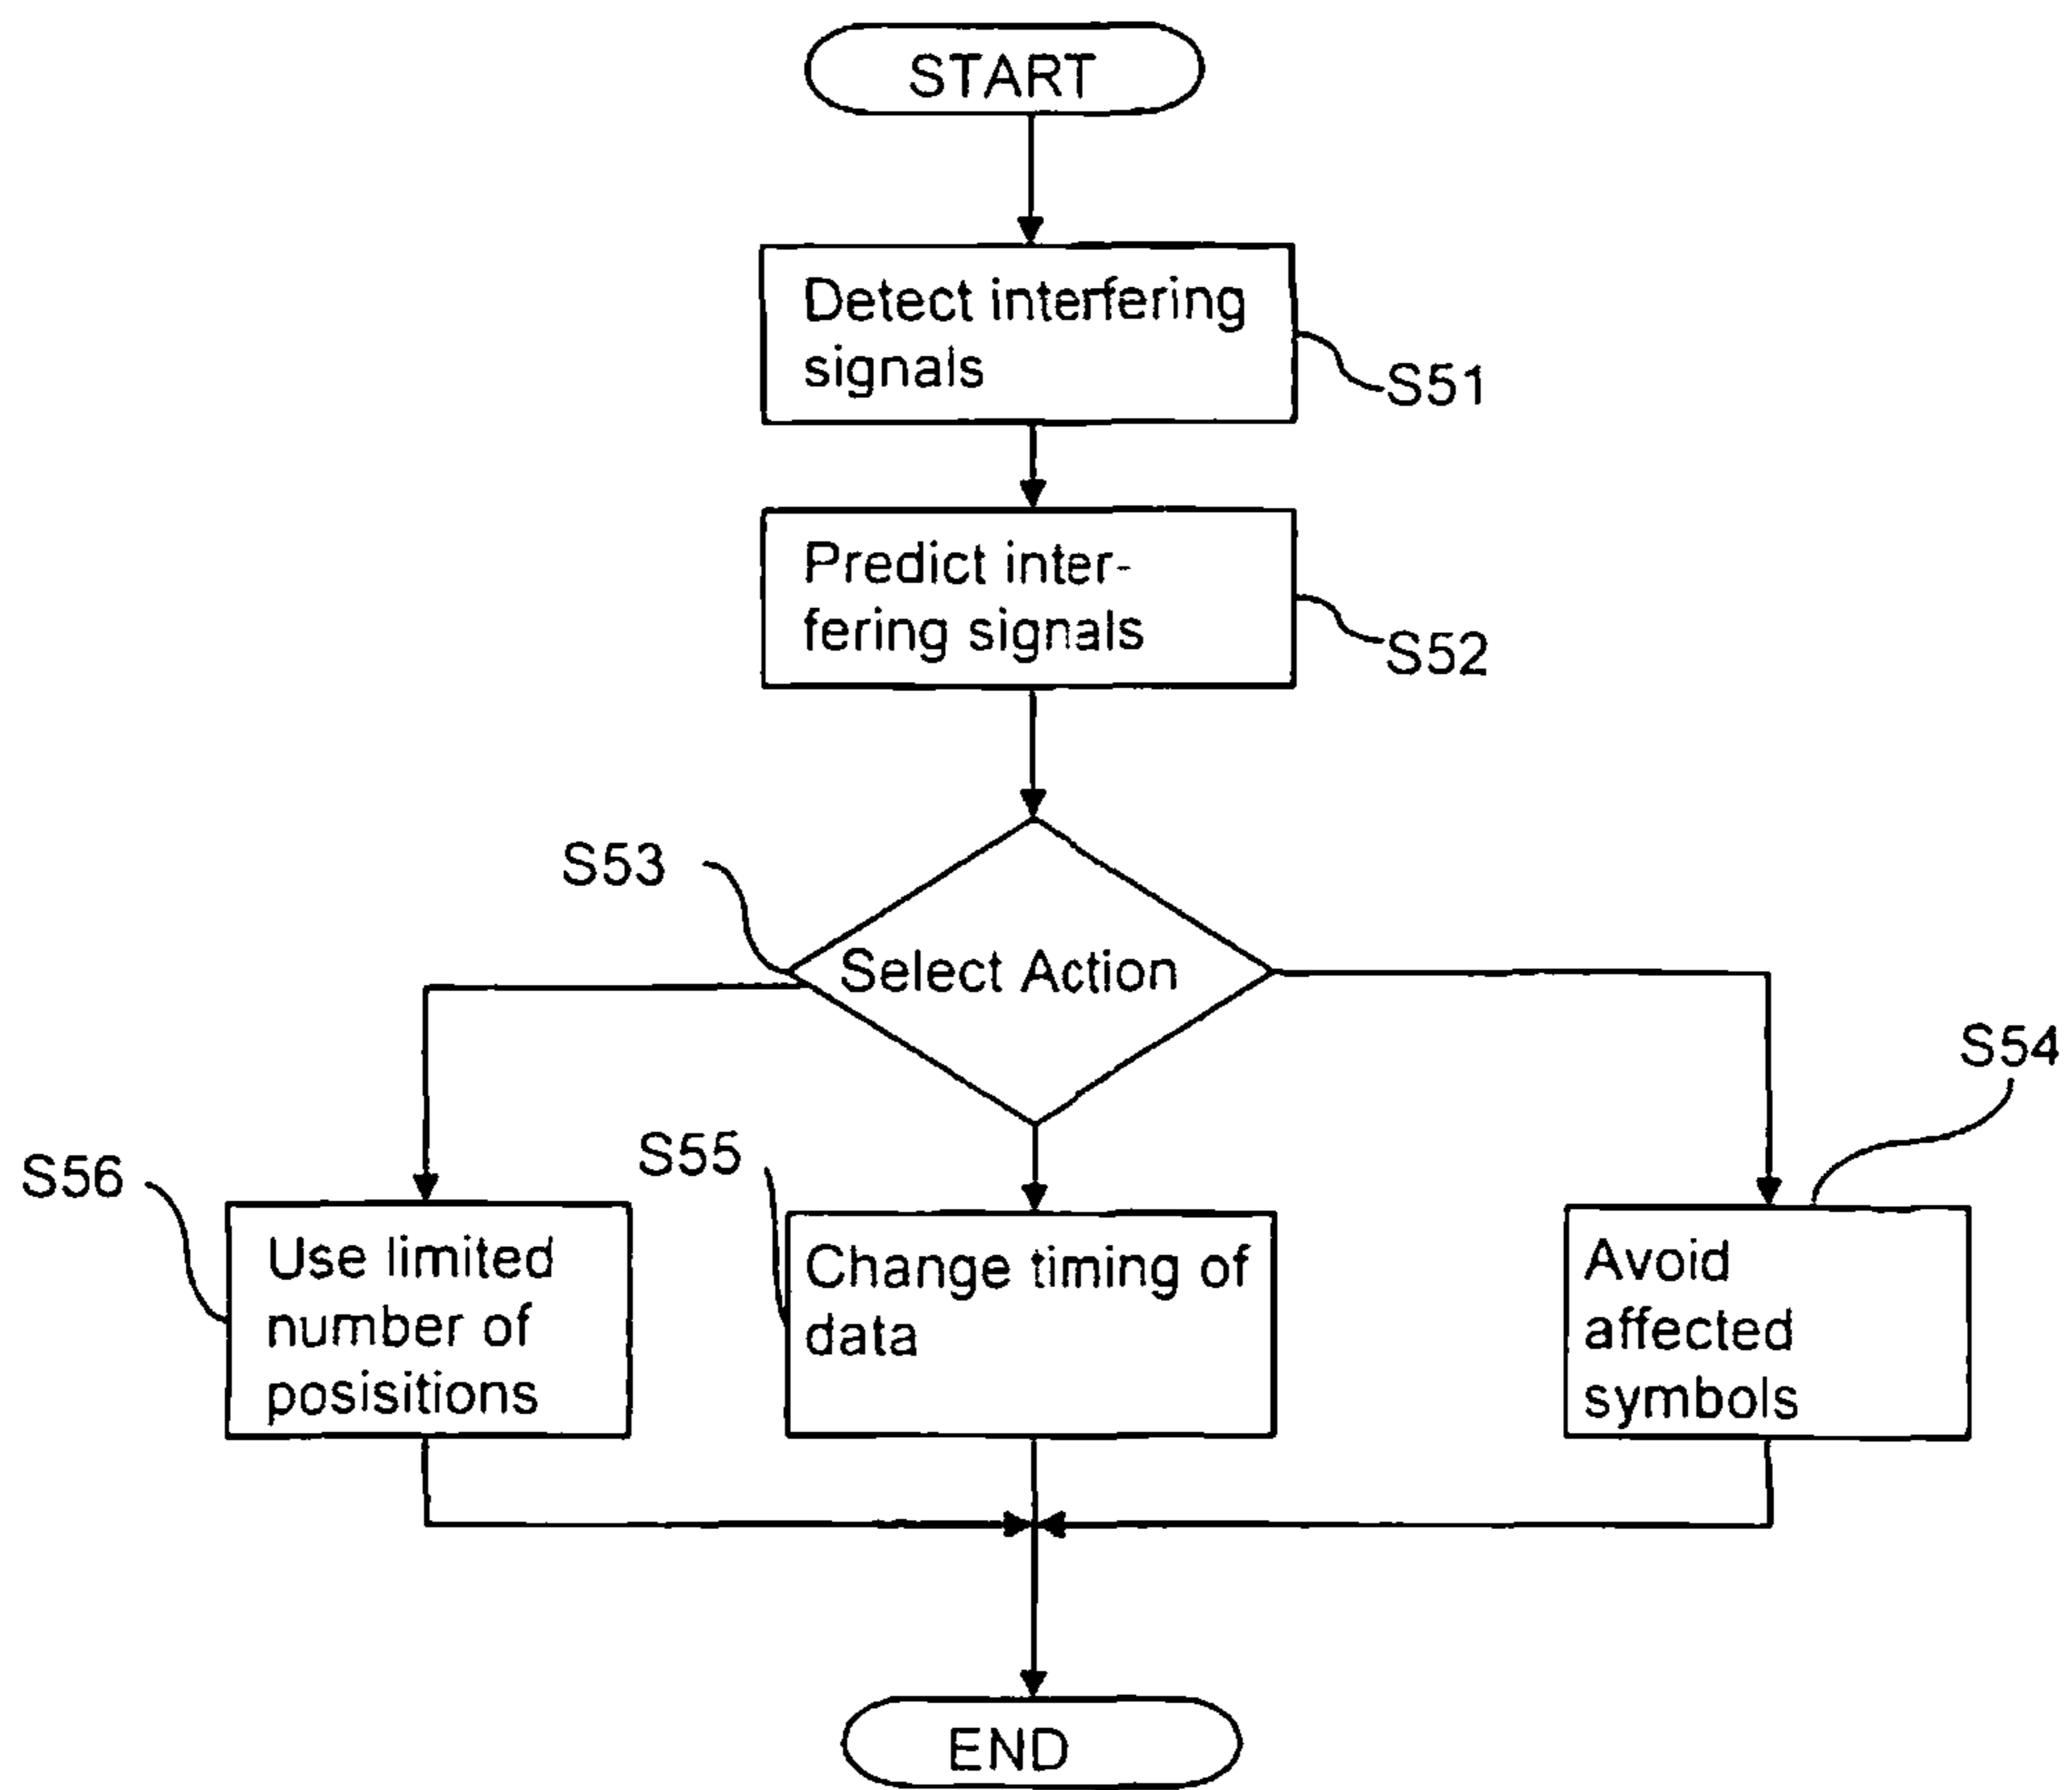 START
Detect interfering
signals
S51
Predict inter-
fering signals
S52
S53
Select Action
S56
Use limited
number of
posisitions
S55
Change timing of
data
S54
Avoid
affected
symbols
END